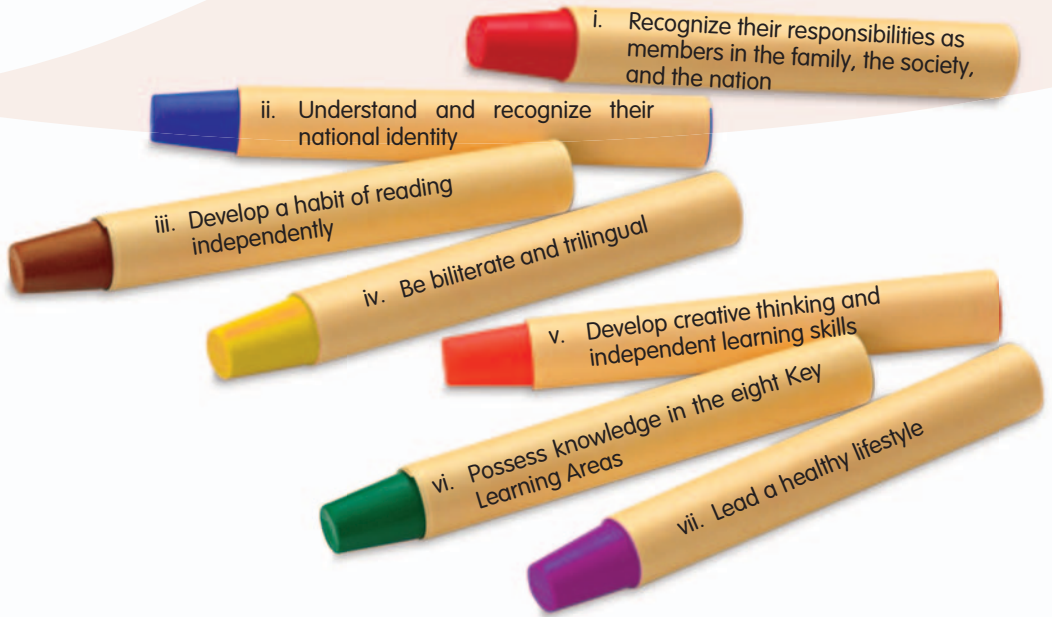 i. Recognize their responsibilities as
members in the family, the society,
and the nation
ii. Understand and recognize their
national identity
iii. Develop a habit of reading
independently
iv. Be biliterate and trilingual
v. Develop creative thinking and
independent learning skills
vi. Possess knowledge in the eight Key
Learning Areas
vii. Lead a healthy lifestyle